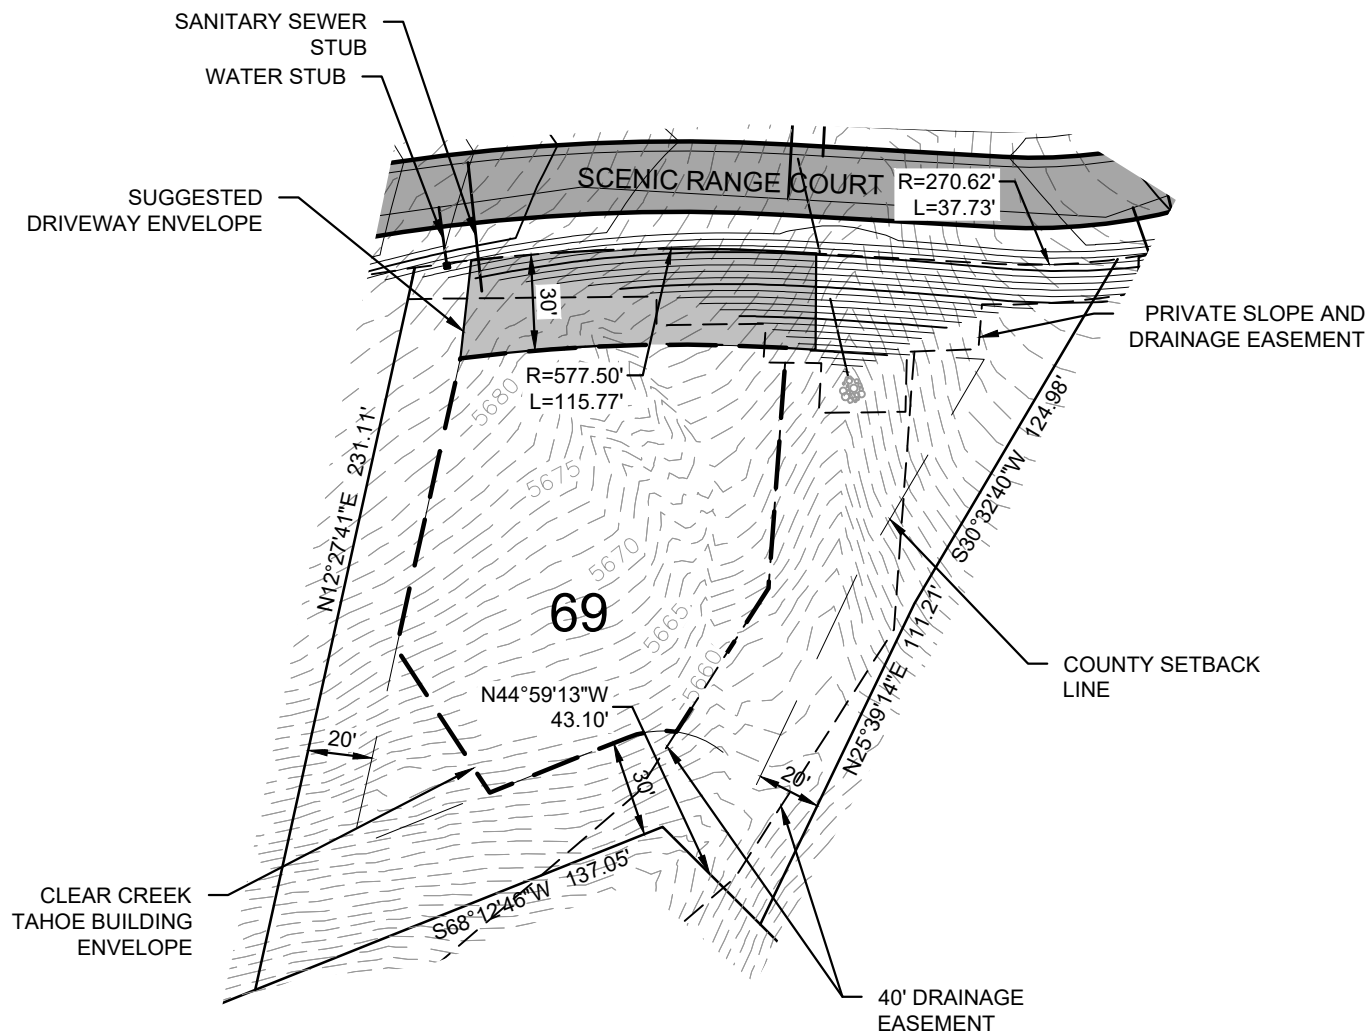 SANITARY SEWER
STUB
WATER STUB
SUGGESTED
DRIVEWAY ENVELOPE
SCENIC RANGE COURT
R=270.62'
L=37.73'
30'
PRIVATE SLOPE AND
DRAINAGE EASEMENT
R=577.50'
L=115.77'
5680
5675
5670
5665
5660
N12°27'41"E 231.11'
S30°32'40"W 124.98'
69
N25°39'14"E 111.21'
COUNTY SETBACK
LINE
N44°59'13"W
43.10'
20'
30'
20'
S68°12'46"W 137.05'
CLEAR CREEK
TAHOE BUILDING
ENVELOPE
40' DRAINAGE
EASEMENT